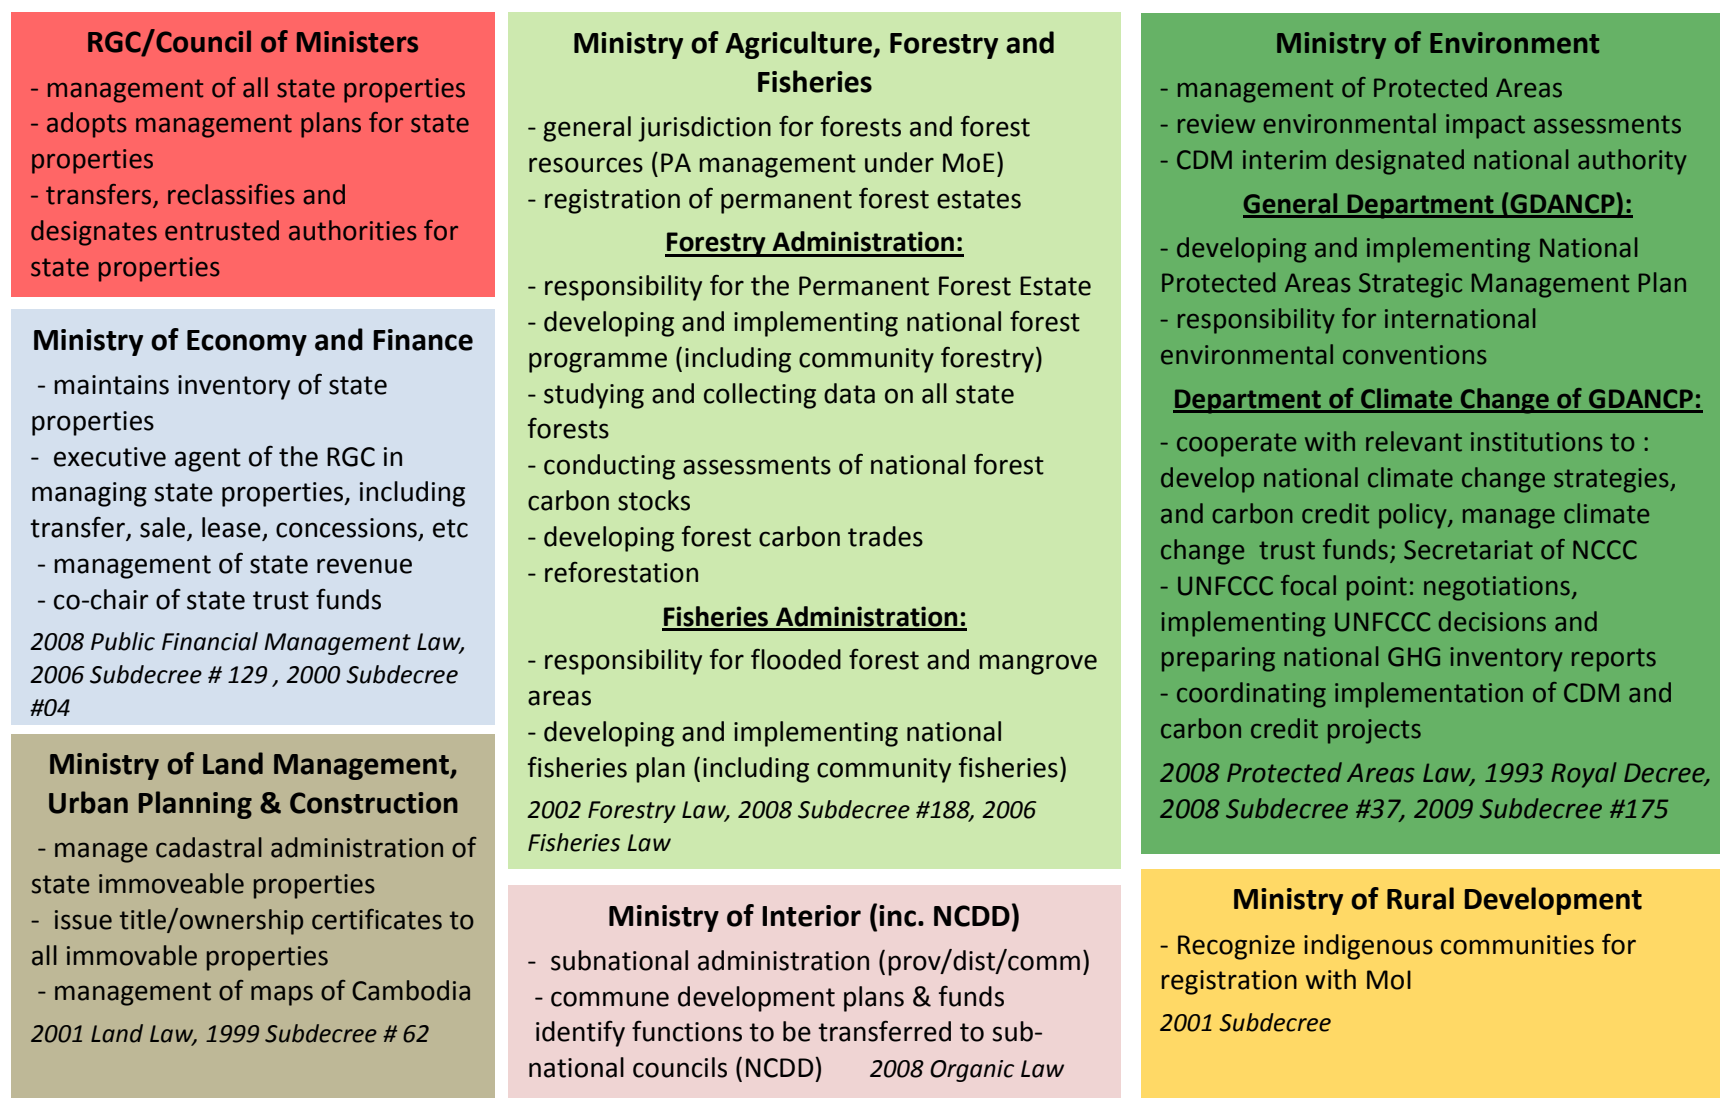 RGC/Council of Ministers
- management of all state properties
- adopts management plans for state
properties
- transfers, reclassifies and
designates entrusted authorities for
state properties
Ministry of Economy and Finance
- maintains inventory of state
properties
- executive agent of the RGC in
managing state properties, including
transfer, sale, lease, concessions, etc
- management of state revenue
- co-chair of state trust funds
2008 Public Financial Management Law,
2006 Subdecree # 129 , 2000 Subdecree
#04
Ministry of Land Management,
Urban Planning & Construction
- manage cadastral administration of
state immoveable properties
- issue title/ownership certificates to
all immovable properties
- management of maps of Cambodia
2001 Land Law, 1999 Subdecree # 62
Ministry of Agriculture, Forestry and
Fisheries
- general jurisdiction for forests and forest
resources (PA management under MoE)
- registration of permanent forest estates
Forestry Administration:
- responsibility for the Permanent Forest Estate
- developing and implementing national forest
programme (including community forestry)
- studying and collecting data on all state
forests
- conducting assessments of national forest
carbon stocks
- developing forest carbon trades
- reforestation
Fisheries Administration:
- responsibility for flooded forest and mangrove
areas
- developing and implementing national
fisheries plan (including community fisheries)
2002 Forestry Law, 2008 Subdecree #188, 2006
Fisheries Law
Ministry of Interior (inc. NCDD)
- subnational administration (prov/dist/comm)
- commune development plans & funds
identify functions to be transferred to sub-
national councils (NCDD) 2008 Organic Law
Ministry of Environment
- management of Protected Areas
- review environmental impact assessments
- CDM interim designated national authority
General Department (GDANCP):
- developing and implementing National
Protected Areas Strategic Management Plan
- responsibility for international
environmental conventions
Department of Climate Change of GDANCP:
- cooperate with relevant institutions to :
develop national climate change strategies,
and carbon credit policy, manage climate
change trust funds; Secretariat of NCCC
- UNFCCC focal point: negotiations,
implementing UNFCCC decisions and
preparing national GHG inventory reports
- coordinating implementation of CDM and
carbon credit projects
2008 Protected Areas Law, 1993 Royal Decree,
2008 Subdecree #37, 2009 Subdecree #175
Ministry of Rural Development
- Recognize indigenous communities for
registration with MoI
2001 Subdecree